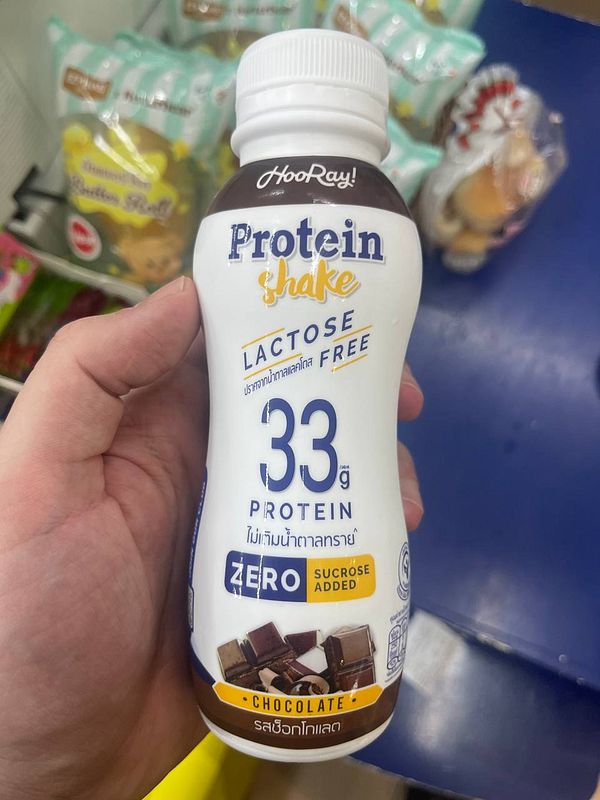 HooRay!
Protein
shake
LACTOSE
FREE
ปราศจากน้ำตาลแลคโตส
33
g
PROTEIN
ไม่เติมน้ำตาลทราย^
ZERO
SUCROSE
ADDED^
• CHOCOLATE •
รสช็อกโกแลต
Butter Roll